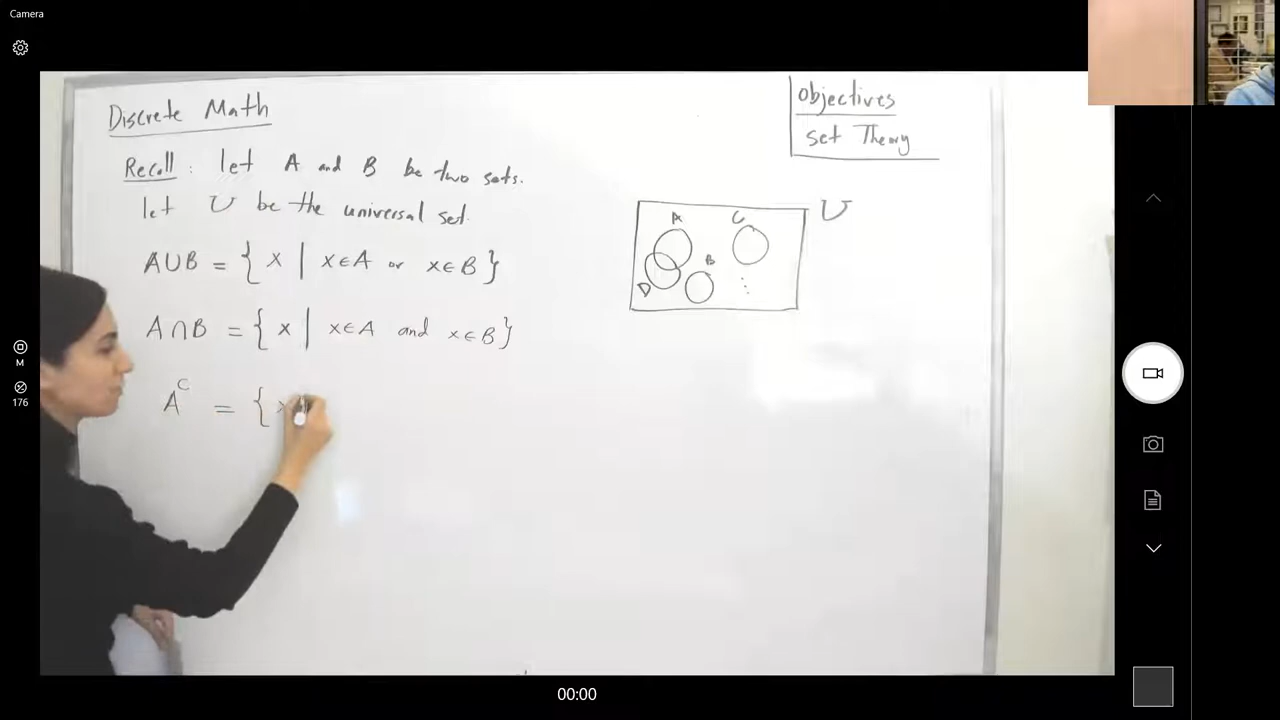 Camera
Discrete Math
Objectives
set Theory
Recall: let A and B be two sets.
let U be the universal set.
A∪B = { x | x∈A or x∈B }
A∩B = { x | x∈A and x∈B }
A^C = { x
U
A
C
B
D
M
176
00:00